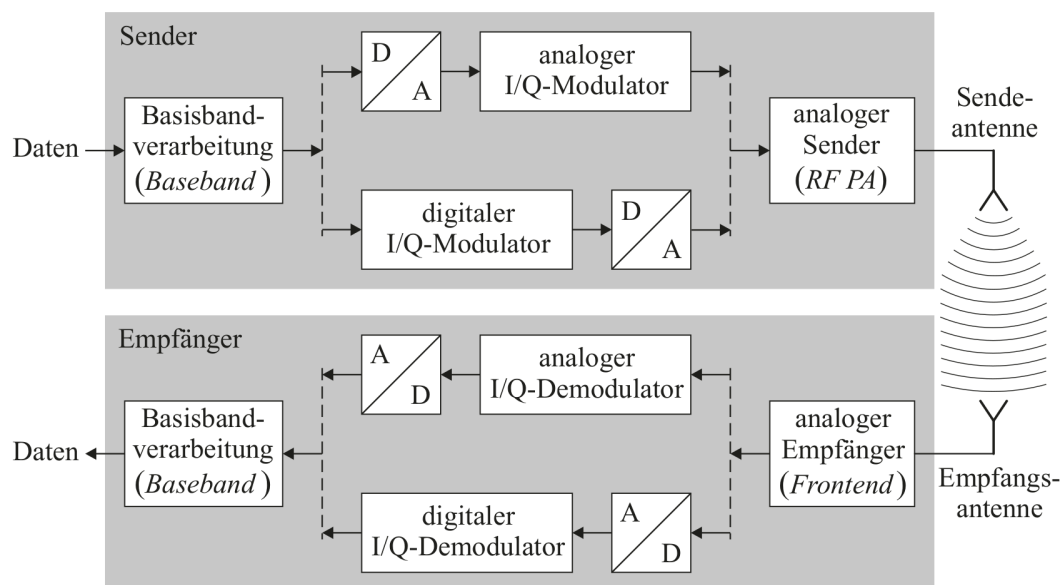 Sender
D
A
analoger
I/Q-Modulator
Daten
Basisband-
verarbeitung
(Baseband)
digitaler
I/Q-Modulator
D
A
analoger
Sender
(RF PA)
Sende-
antenne
Empfänger
A
D
analoger
I/Q-Demodulator
Daten
Basisband-
verarbeitung
(Baseband)
digitaler
I/Q-Demodulator
A
D
analoger
Empfänger
(Frontend)
Empfangs-
antenne